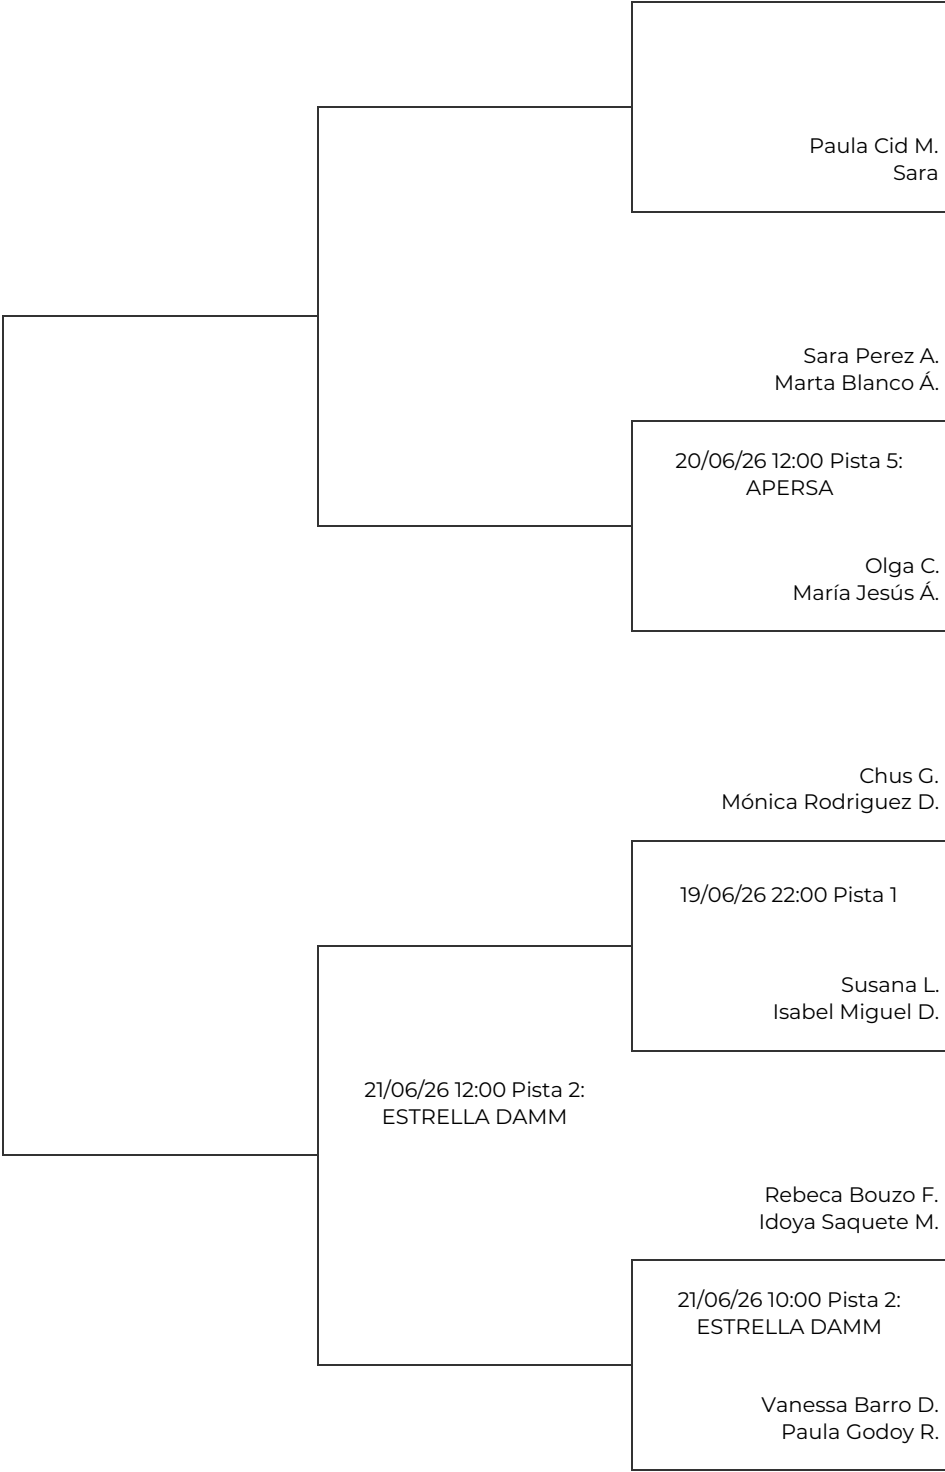 Paula Cid M.
Sara
Sara Perez A.
Marta Blanco Á.
20/06/26 12:00 Pista 5:
APERSA
Olga C.
María Jesús Á.
Chus G.
Mónica Rodriguez D.
19/06/26 22:00 Pista 1
Susana L.
Isabel Miguel D.
21/06/26 12:00 Pista 2:
ESTRELLA DAMM
Rebeca Bouzo F.
Idoya Saquete M.
21/06/26 10:00 Pista 2:
ESTRELLA DAMM
Vanessa Barro D.
Paula Godoy R.